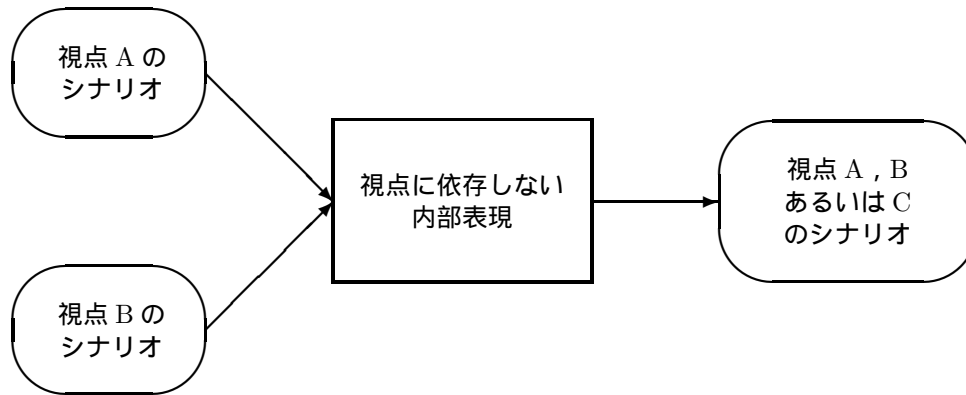 視点 A の
シナリオ
視点に依存しない
内部表現
視点 A , B
あるいは C
のシナリオ
視点 B の
シナリオ